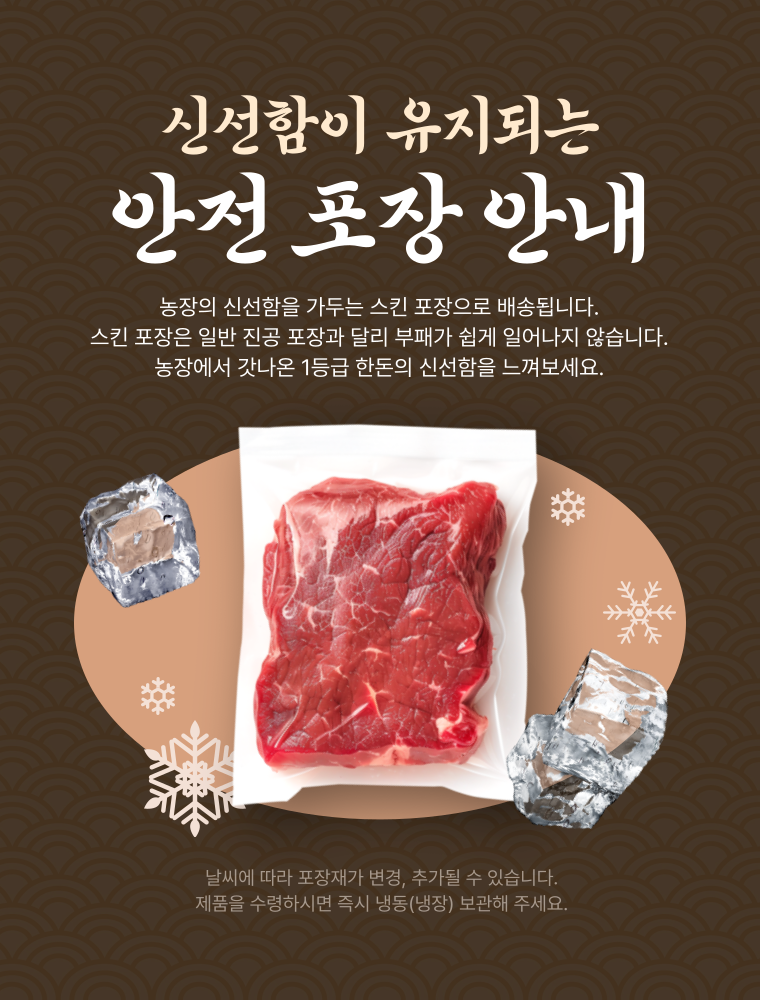 신선함이 유지되는
안전 포장 안내
농장의 신선함을 가두는 스킨 포장으로 배송됩니다.
스킨 포장은 일반 진공 포장과 달리 부패가 쉽게 일어나지 않습니다.
농장에서 갓나온 1등급 한돈의 신선함을 느껴보세요.
날씨에 따라 포장재가 변경, 추가될 수 있습니다.
제품을 수령하시면 즉시 냉동(냉장) 보관해 주세요.